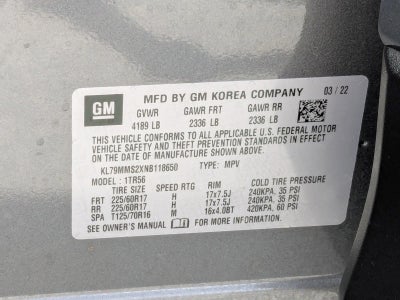 GM
MFD BY GM KOREA COMPANY 03 / 22
GVWR GAWR FRT GAWR RR
4189 LB 2336 LB 2336 LB
THIS VEHICLE CONFORMS TO ALL APPLICABLE U.S. FEDERAL MOTOR
VEHICLE SAFETY AND THEFT PREVENTION STANDARDS IN EFFECT
ON THE DATE OF MANUFACTURE SHOWN ABOVE.
KL79MMS2XNB118650 TYPE: MPV
MODEL : 1TR56
TIRE SIZE SPEED RTG RIM COLD TIRE PRESSURE
FRT 225/60R17 H 17x7.5J 240KPA, 35 PSI
RR 225/60R17 H 17x7.5J 240KPA, 35 PSI
SPA T125/70R16 M 16x4.0BT 420KPA, 60 PSI
SEE OWNER'S MANUAL FOR MORE INFORMATION.